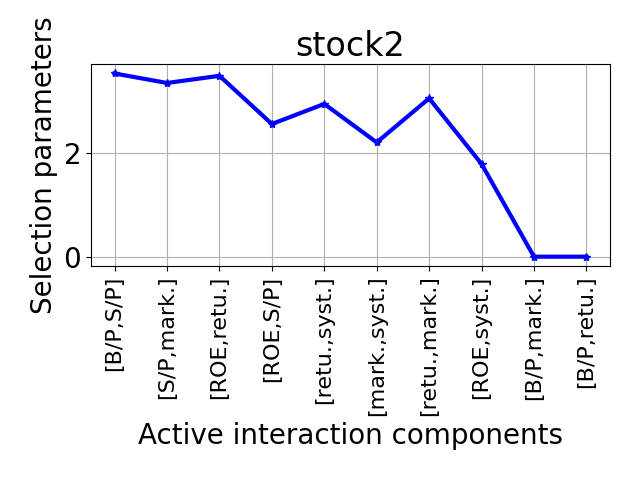 stock2
Selection parameters
2
0
[B/P,S/P]
[S/P,mark.]
[ROE,retu.]
[ROE,S/P]
[retu.,syst.]
[mark.,syst.]
[retu.,mark.]
[ROE,syst.]
[B/P,mark.]
[B/P,retu.]
Active interaction components